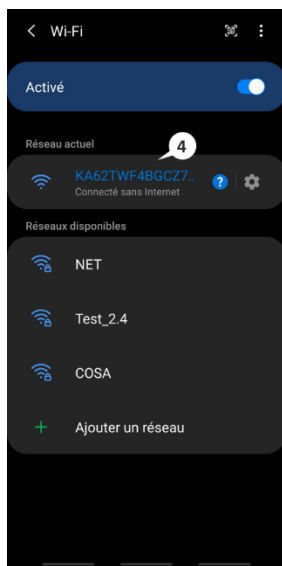 Wi-Fi
Activé
Réseau actuel
4
KA62TWF4BGCZ7..
Connecté sans Internet
?
Réseaux disponibles
NET
Test_2.4
COSA
Ajouter un réseau